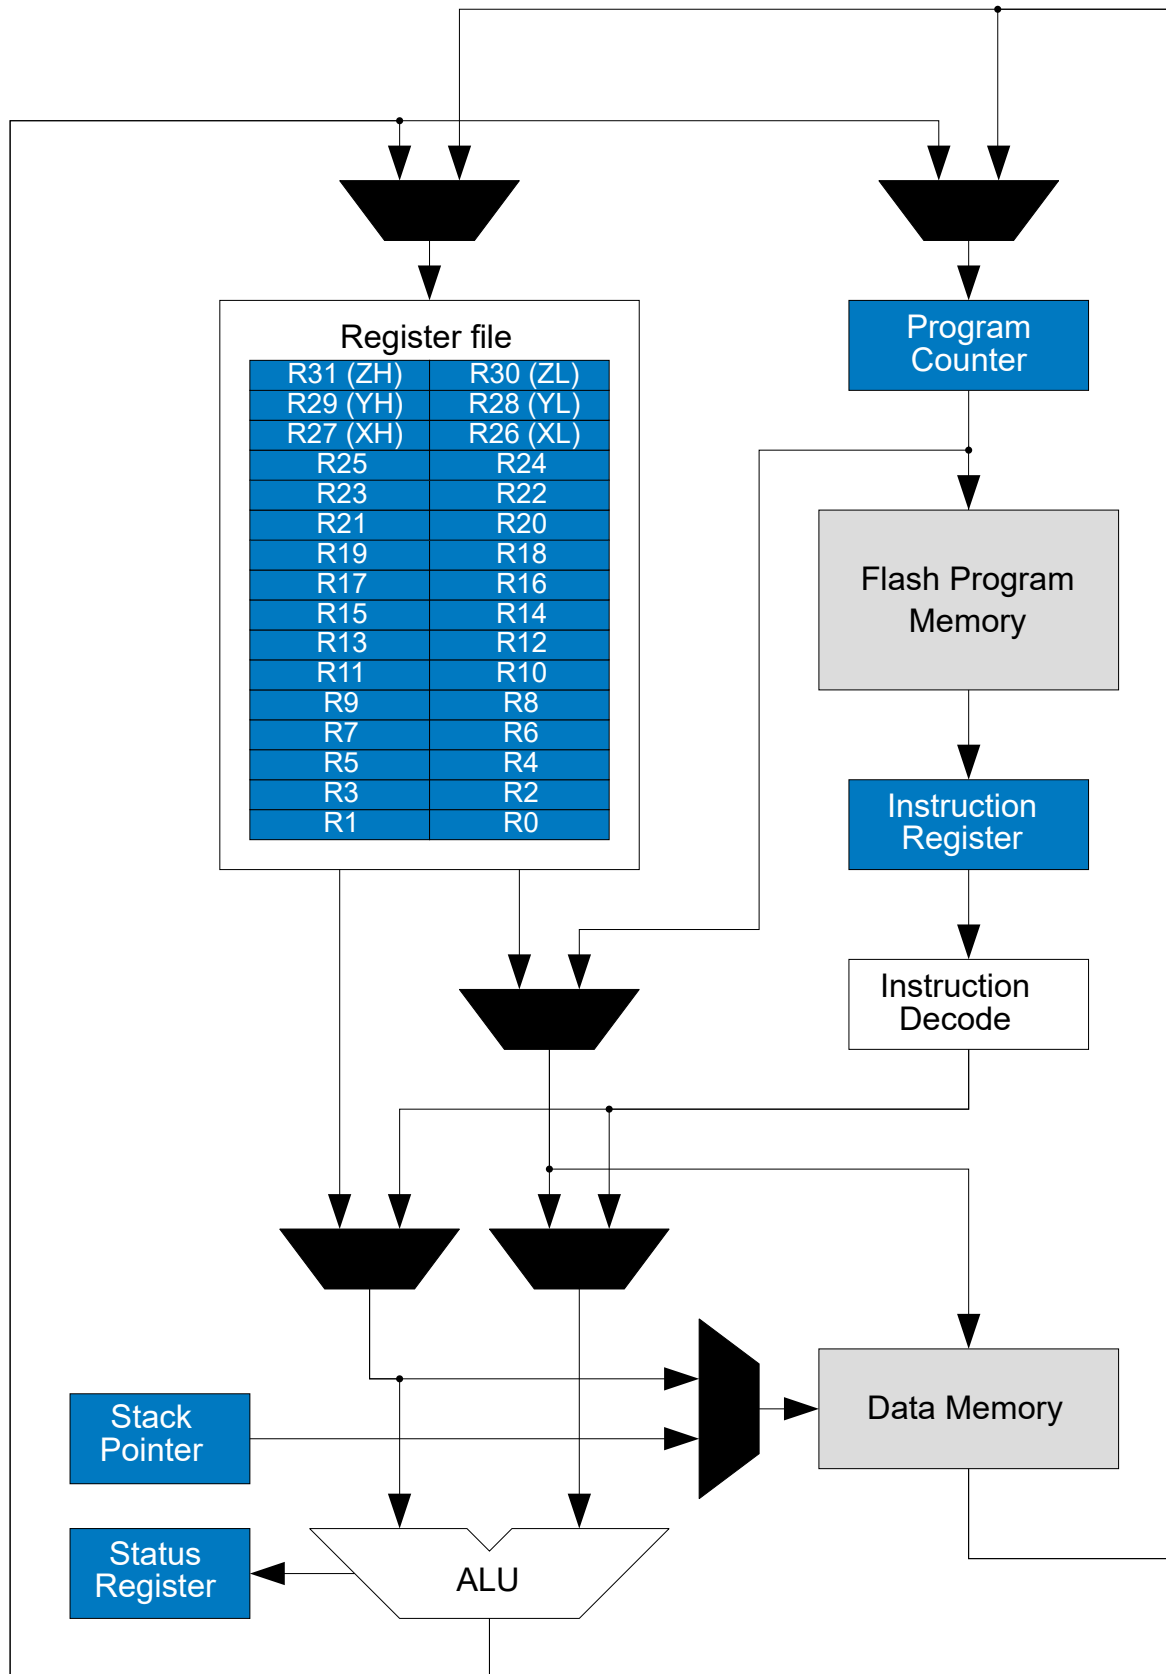 Register file
R31 (ZH) R30 (ZL)
R29 (YH) R28 (YL)
R27 (XH) R26 (XL)
R25 R24
R23 R22
R21 R20
R19 R18
R17 R16
R15 R14
R13 R12
R11 R10
R9 R8
R7 R6
R5 R4
R3 R2
R1 R0
Program
Counter
Flash Program
Memory
Instruction
Register
Instruction
Decode
Stack
Pointer
Data Memory
Status
Register
ALU